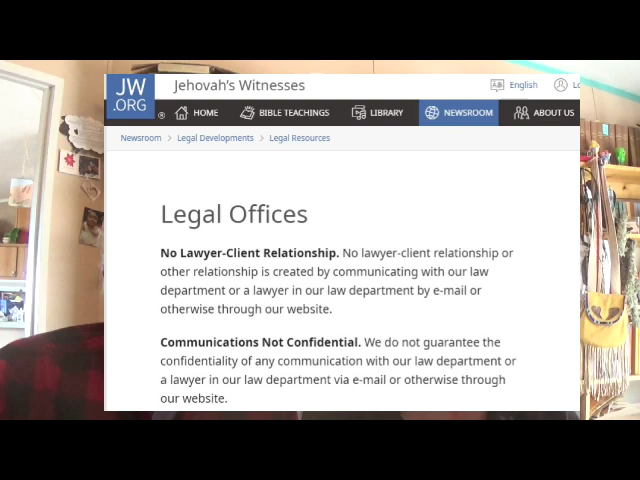 JW
.ORG
®
Jehovah's Witnesses
English
Lo
HOME
BIBLE TEACHINGS
LIBRARY
NEWSROOM
ABOUT US
Newsroom > Legal Developments > Legal Resources
Legal Offices
No Lawyer-Client Relationship. No lawyer-client relationship or
other relationship is created by communicating with our law
department or a lawyer in our law department by e-mail or
otherwise through our website.
Communications Not Confidential. We do not guarantee the
confidentiality of any communication with our law department or
a lawyer in our law department via e-mail or otherwise through
our website.